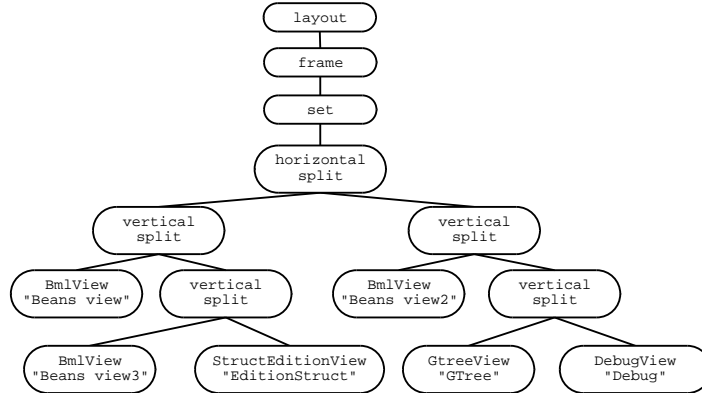 layout
frame
set
horizontal
split
vertical
split
vertical
split
BmlView
"Beans view"
vertical
split
BmlView
"Beans view2"
vertical
split
BmlView
"Beans view3"
StructEditionView
"EditionStruct"
GtreeView
"GTree"
DebugView
"Debug"